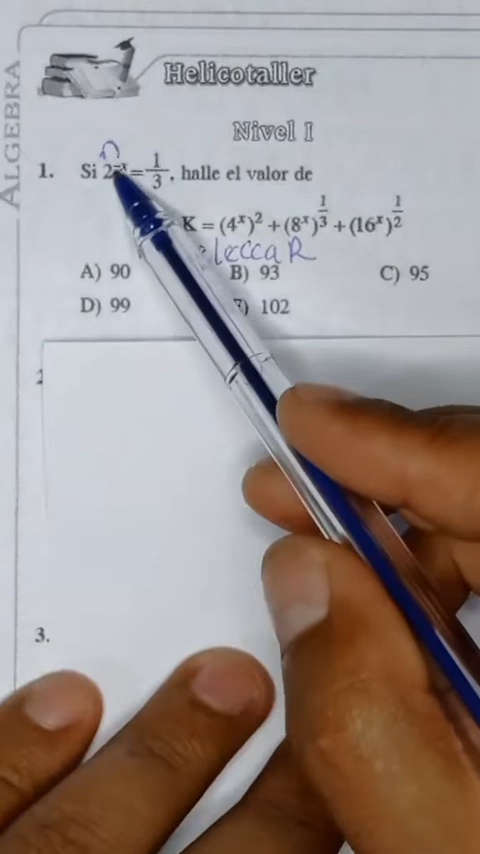 ALGEBRA
Helicotaller
Nivel I
1. Si 2⁻ˣ = 1/3, halle el valor de
K = (4ˣ)² + (8ˣ)^(1/3) + (16ˣ)^(1/2)
leccaR
A) 90 B) 93 C) 95
D) 99 E) 102
3.